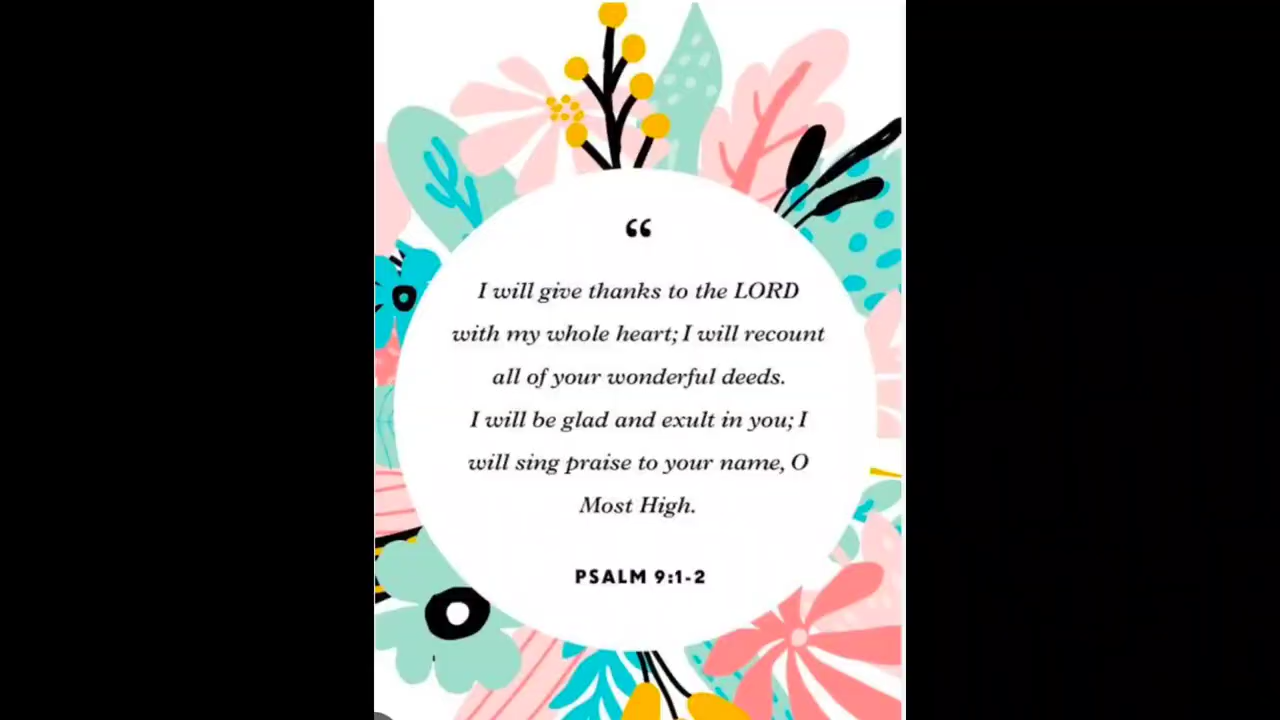 “
I will give thanks to the LORD
with my whole heart; I will recount
all of your wonderful deeds.
I will be glad and exult in you; I
will sing praise to your name, O
Most High.
PSALM 9:1-2